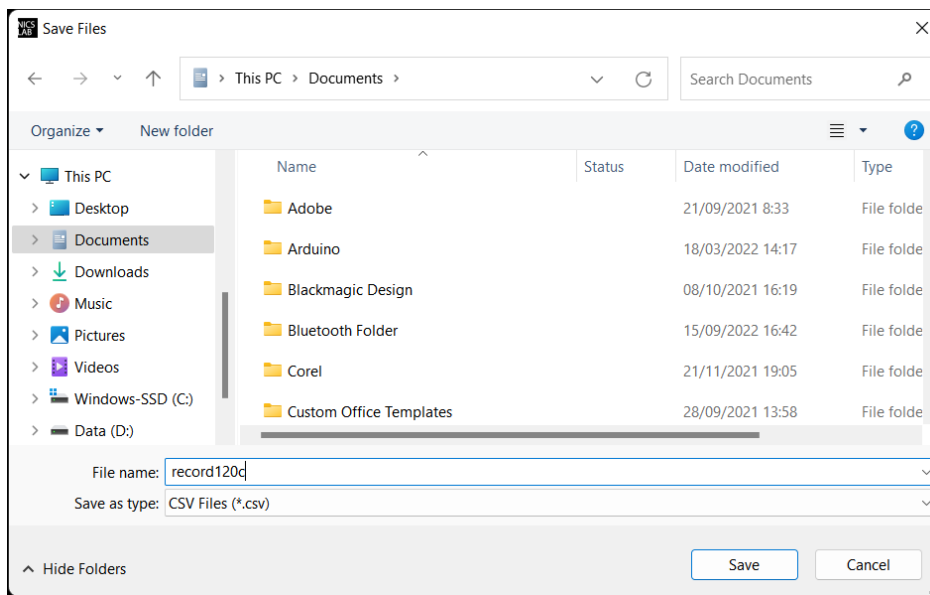 NICS LAB Save Files
This PC > Documents > Search Documents
Organize New folder
Name Status Date modified Type
This PC
Desktop
Documents
Downloads
Music
Pictures
Videos
Windows-SSD (C:)
Data (D:)
Adobe 21/09/2021 8:33 File folde
Arduino 18/03/2022 14:17 File folde
Blackmagic Design 08/10/2021 16:19 File folde
Bluetooth Folder 15/09/2022 16:42 File folde
Corel 21/11/2021 19:05 File folde
Custom Office Templates 28/09/2021 13:58 File folde
File name: record120c
Save as type: CSV Files (*.csv)
Hide Folders Save Cancel